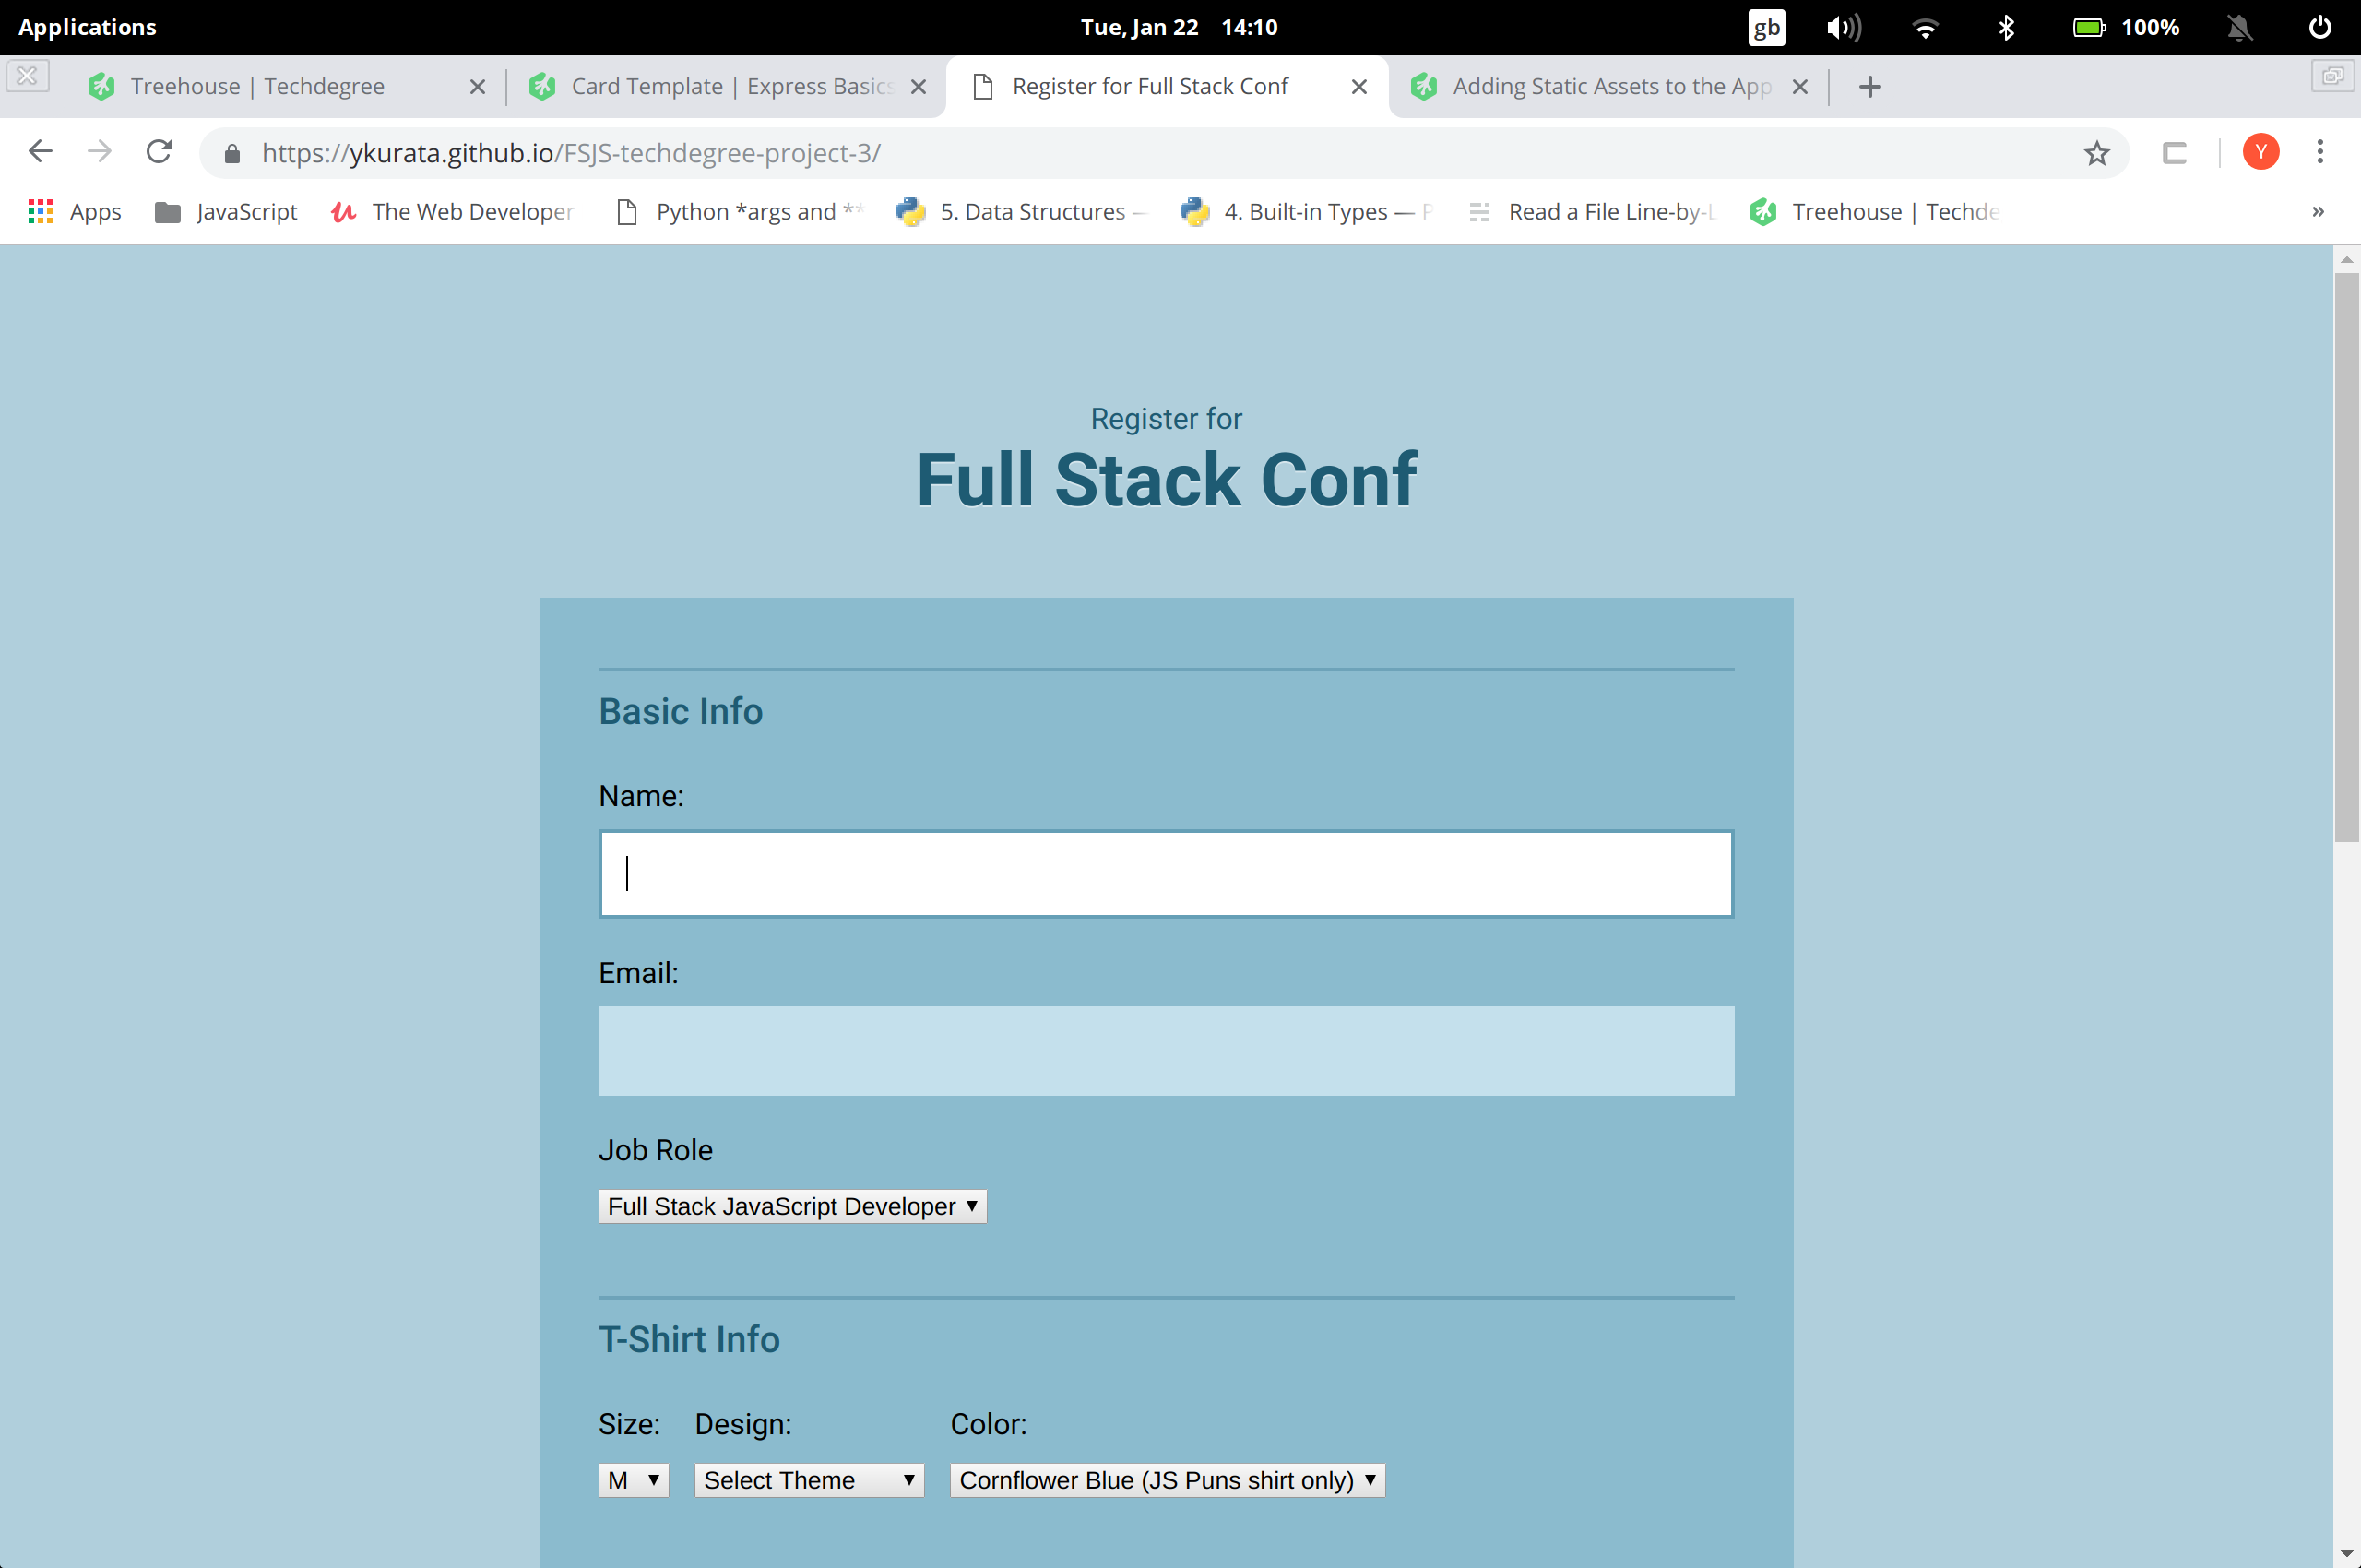 Applications
Tue, Jan 22 14:10
gb
100%
Treehouse | Techdegree
Card Template | Express Basics
Register for Full Stack Conf
Adding Static Assets to the App
https://ykurata.github.io/FSJS-techdegree-project-3/
Y
Apps
JavaScript
The Web Developer
Python *args and **
5. Data Structures —
4. Built-in Types —
Read a File Line-by-L
Treehouse | Techde
»
Register for
Full Stack Conf
Basic Info
Name:
Email:
Job Role
Full Stack JavaScript Developer
T-Shirt Info
Size: Design: Color:
M Select Theme Cornflower Blue (JS Puns shirt only)